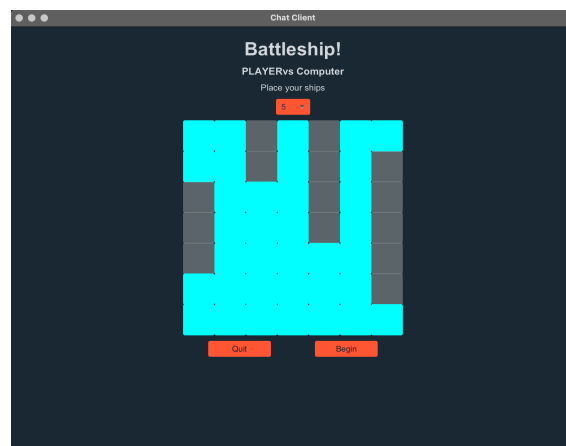 Chat Client
Battleship!
PLAYERvs Computer
Place your ships
5
Quit
Begin